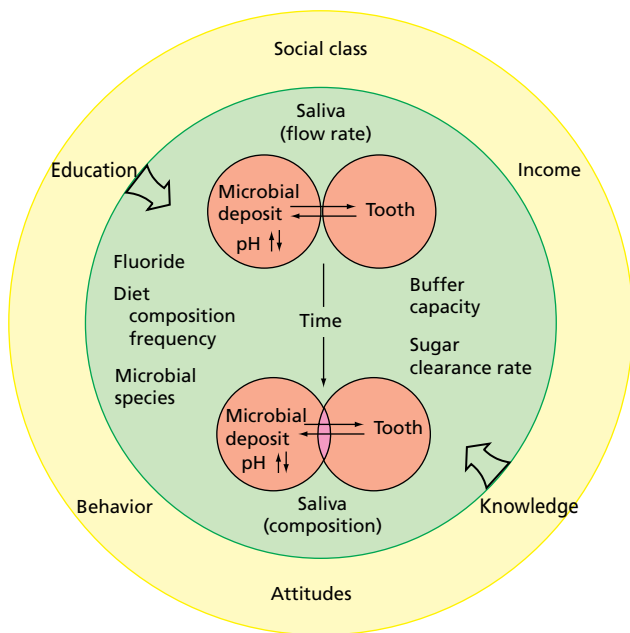 Social class
Saliva
(flow rate)
Education
Income
Microbial
deposit
pH
Tooth
Fluoride
Diet
composition
frequency
Microbial
species
Time
Buffer
capacity
Sugar
clearance rate
Microbial
deposit
pH
Tooth
Saliva
(composition)
Behavior
Knowledge
Attitudes